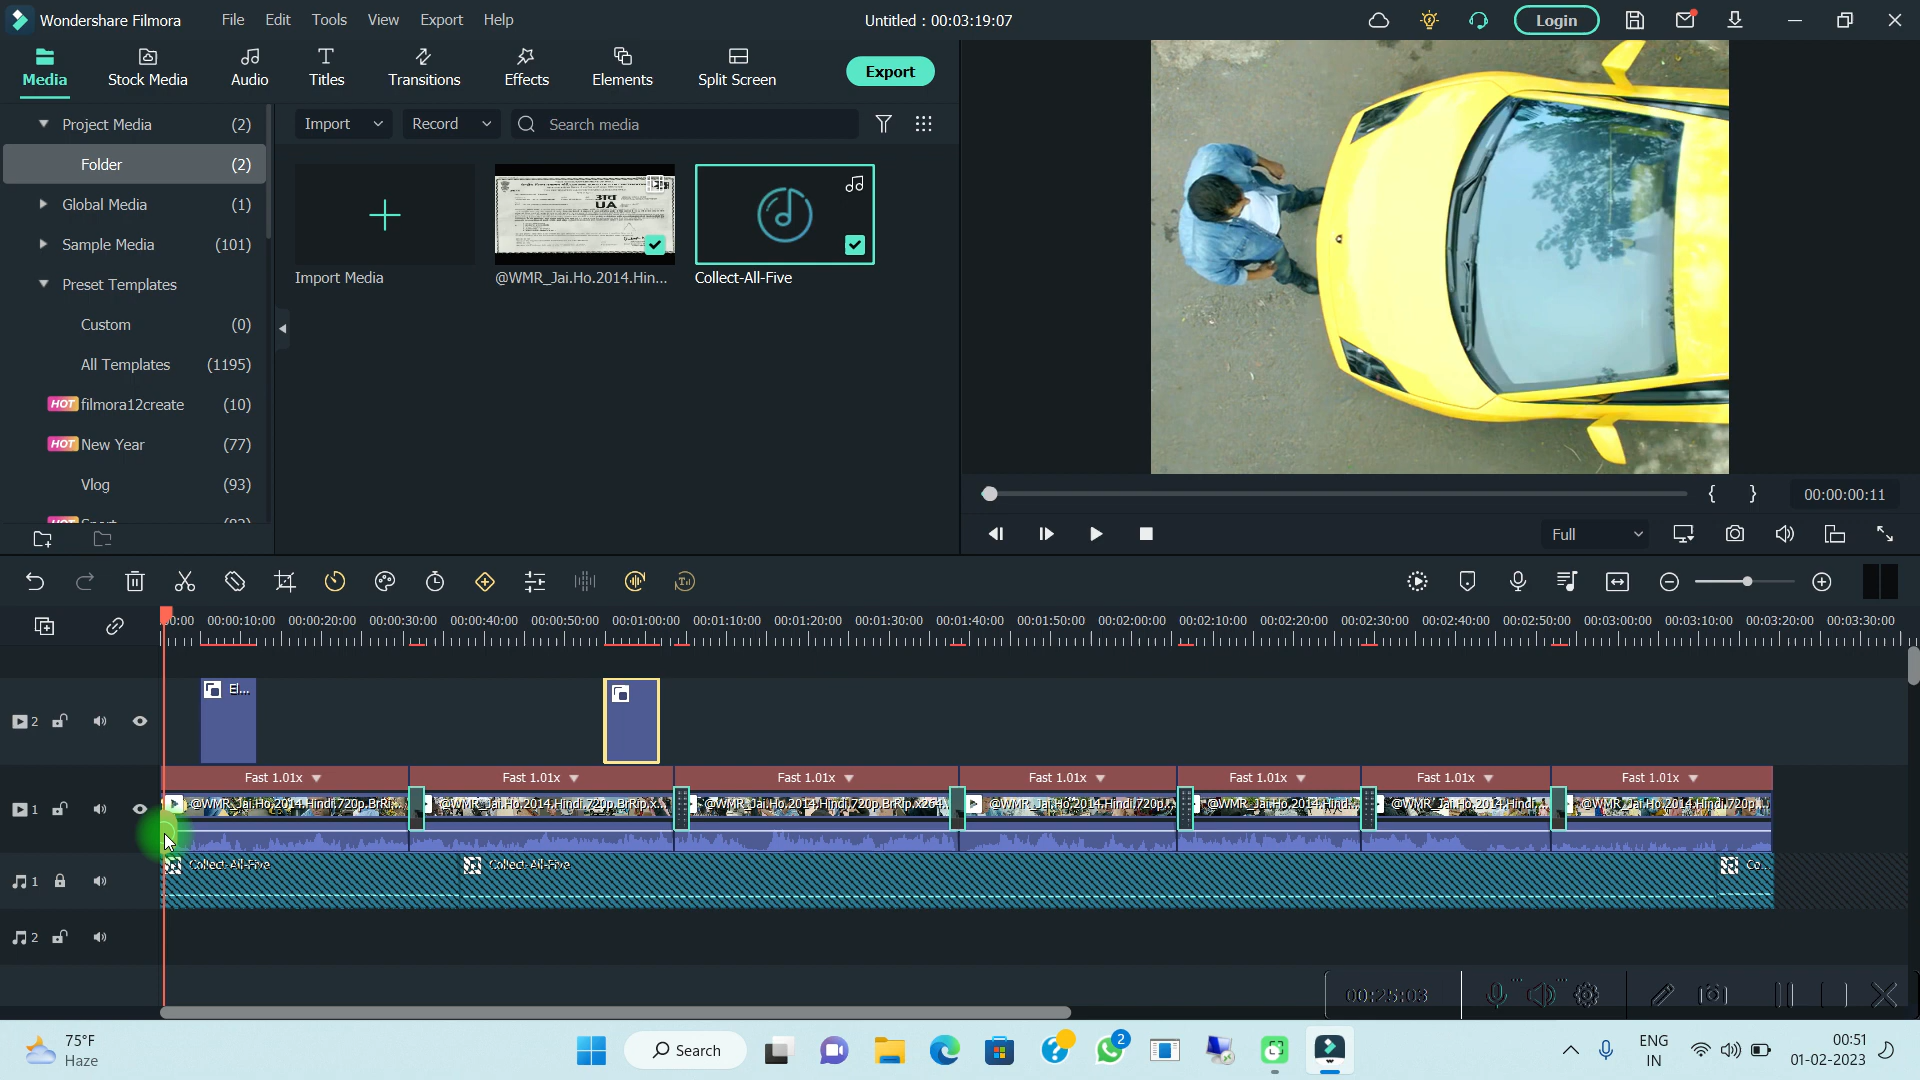 Wondershare Filmora File Edit Tools View Export Help Untitled : 00:03:19:07 Login
Media Stock Media Audio Titles Transitions Effects Elements Split Screen Export
Project Media (2)
Folder (2)
Global Media (1)
Sample Media (101)
Preset Templates
Custom (0)
All Templates (1195)
HOT filmora12create (10)
HOT New Year (77)
Vlog (93)
Import Record Search media
अव
UA
Import Media @WMR_Jai.Ho.2014.Hin... Collect-All-Five
{ } 00:00:00:11
Full
00:00:10:00 00:00:20:00 00:00:30:00 00:00:40:00 00:00:50:00 00:01:00:00 00:01:10:00 00:01:20:00 00:01:30:00 00:01:40:00 00:01:50:00 00:02:00:00 00:02:10:00 00:02:20:00 00:02:30:00 00:02:40:00 00:02:50:00 00:03:00:00 00:03:10:00 00:03:20:00 00:03:30:00
2 El...
Fast 1.01x Fast 1.01x Fast 1.01x Fast 1.01x Fast 1.01x Fast 1.01x Fast 1.01x
1 @WMR_Jai.Ho.2014.Hindi.720p.BrRip.... @WMR_Jai.Ho.2014.Hindi.720p.BrRip.x... @WMR_Jai.Ho.2014.Hindi.720p.BrRip.x264... @WMR_Jai.Ho.2014.Hindi.720p.... @WMR_Jai.Ho.2014.Hindi.... @WMR_Jai.Ho.2014.Hindi.... @WMR_Jai.Ho.2014.Hindi.720p....
Collect-All-Five Collect-All-Five Co...
1
2
00:25:03
75°F
Haze
Search
2
ENG
IN
00:51
01-02-2023